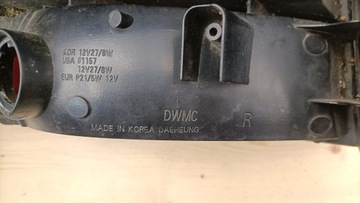 KOR 12V27/8W
USA #1157
12V27/8W
EUR P21/5W 12V
DWMC
R
MADE IN KOREA DAEHEUNG